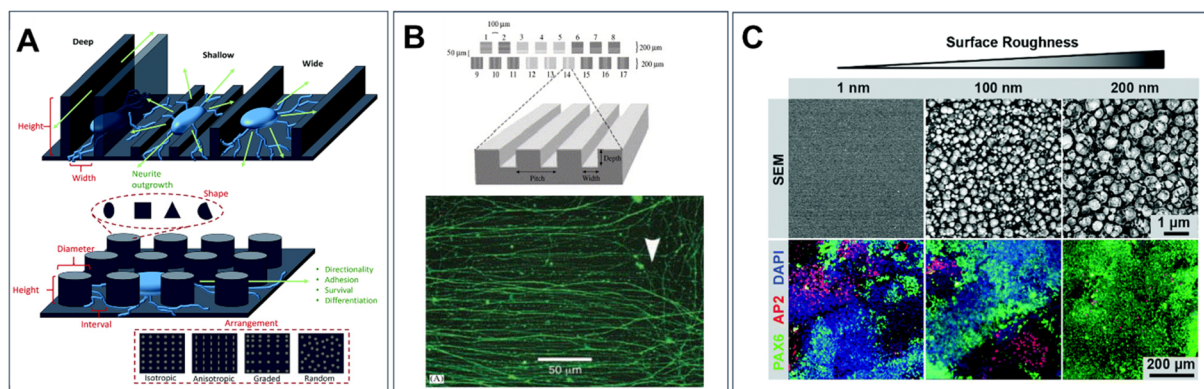 A
Deep
Shallow
Wide
Height
Width
Neurite
outgrowth
Shape
Diameter
Height
Interval
• Directionality
• Adhesion
• Survival
• Differentiation
Arrangement
Isotropic
Anisotropic
Graded
Random
B
100 μm
1 2 3 4 5 6 7 8
50 μm
200 μm
9 10 11 12 13 14 15 16 17
200 μm
Depth
Pitch
Width
(A)
50 μm
C
Surface Roughness
1 nm
100 nm
200 nm
SEM
1 μm
PAX6 AP2 DAPI
200 μm